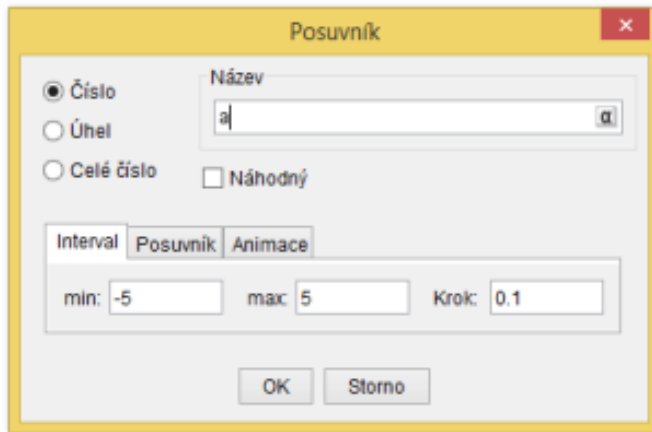 Posuvník
Číslo
Úhel
Celé číslo
Název
a
α
Náhodný
Interval Posuvník Animace
min: -5 max: 5 Krok: 0.1
OK Storno